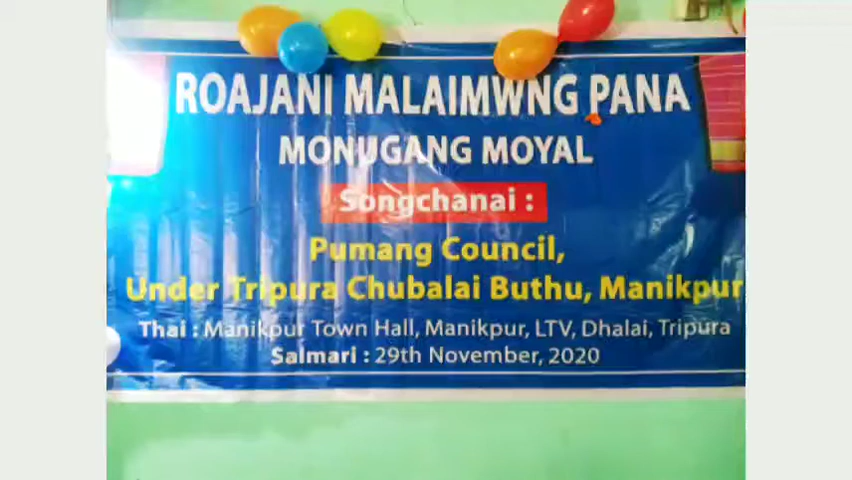 ROAJANI MALAIMWNG PANA
MONUGANG MOYAL
Songchanai :
Pumang Council,
Under Tripura Chubalai Buthu, Manikpur
Thai : Manikpur Town Hall, Manikpur, LTV, Dhalai, Tripura
Salmari : 29th November, 2020